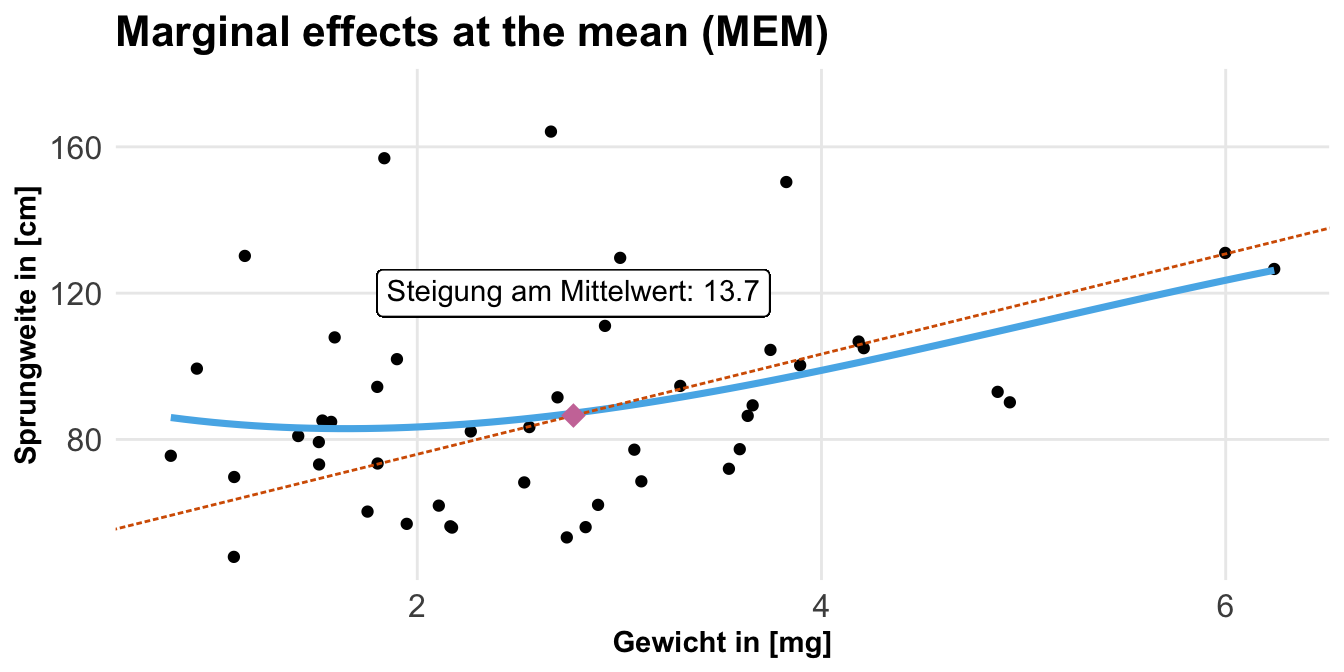 Marginal effects at the mean (MEM)
Sprungweite in [cm]
160
120
80
Steigung am Mittelwert: 13.7
2
4
6
Gewicht in [mg]